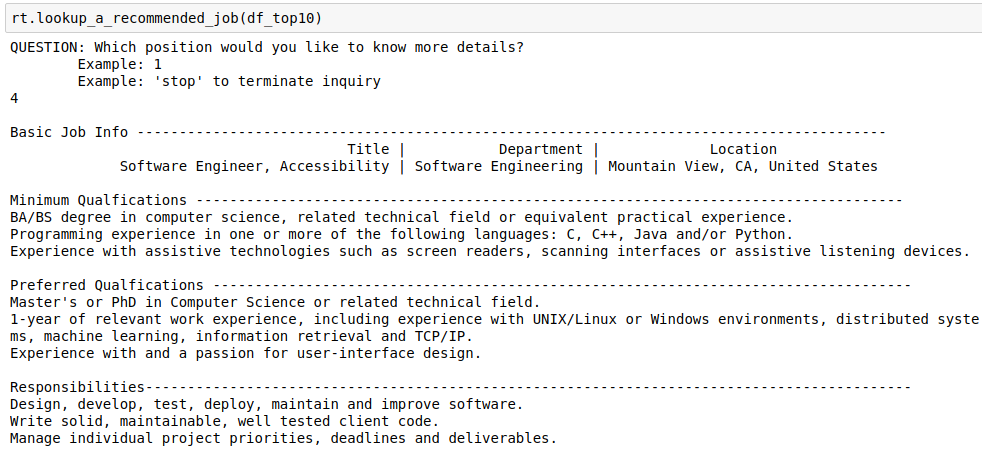 rt.lookup_a_recommended_job(df_top10)
QUESTION: Which position would you like to know more details?
Example: 1
Example: 'stop' to terminate inquiry
4
Basic Job Info -----------------------------------------------------------------------------------------
Title | Department | Location
Software Engineer, Accessibility | Software Engineering | Mountain View, CA, United States
Minimum Qualfications ------------------------------------------------------------------------------------
BA/BS degree in computer science, related technical field or equivalent practical experience.
Programming experience in one or more of the following languages: C, C++, Java and/or Python.
Experience with assistive technologies such as screen readers, scanning interfaces or assistive listening devices.
Preferred Qualfications -----------------------------------------------------------------------------------
Master's or PhD in Computer Science or related technical field.
1-year of relevant work experience, including experience with UNIX/Linux or Windows environments, distributed syste
ms, machine learning, information retrieval and TCP/IP.
Experience with and a passion for user-interface design.
Responsibilities-------------------------------------------------------------------------------------------
Design, develop, test, deploy, maintain and improve software.
Write solid, maintainable, well tested client code.
Manage individual project priorities, deadlines and deliverables.